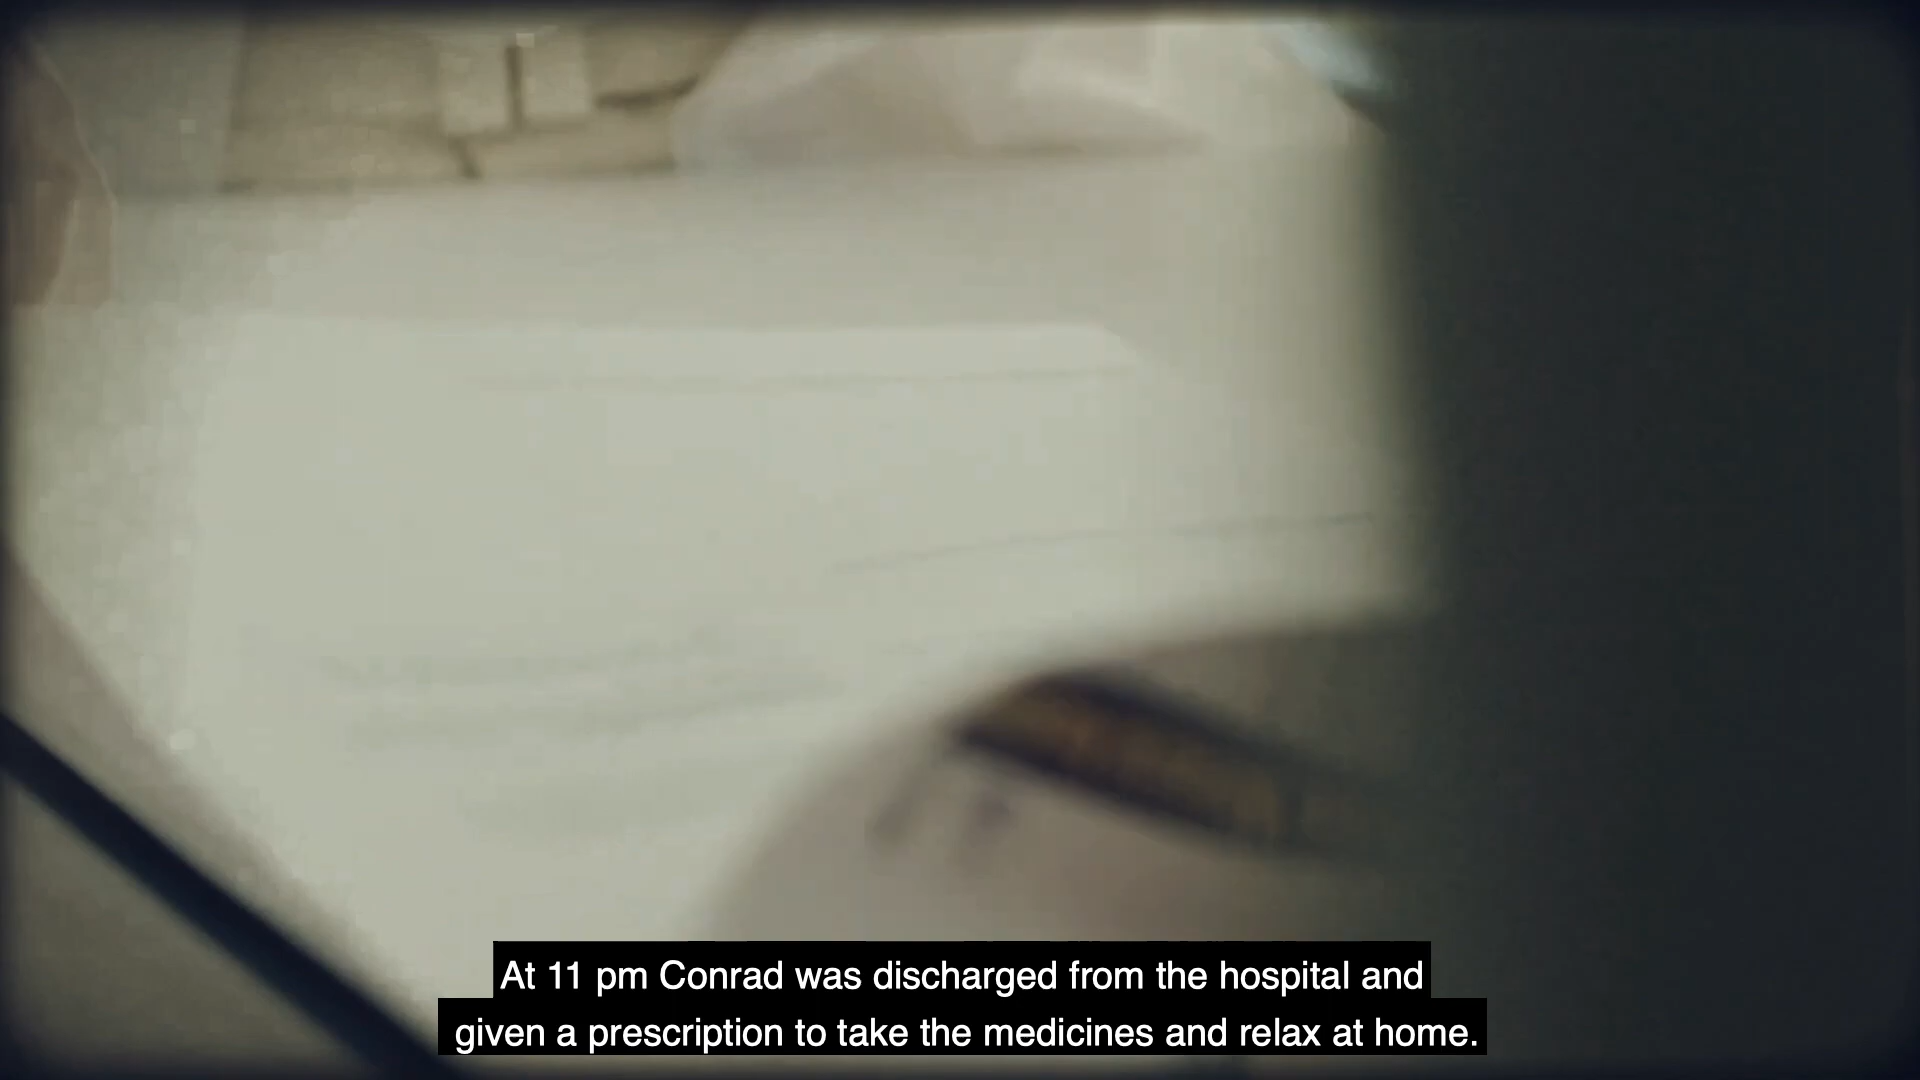 At 11 pm Conrad was discharged from the hospital and
given a prescription to take the medicines and relax at home.